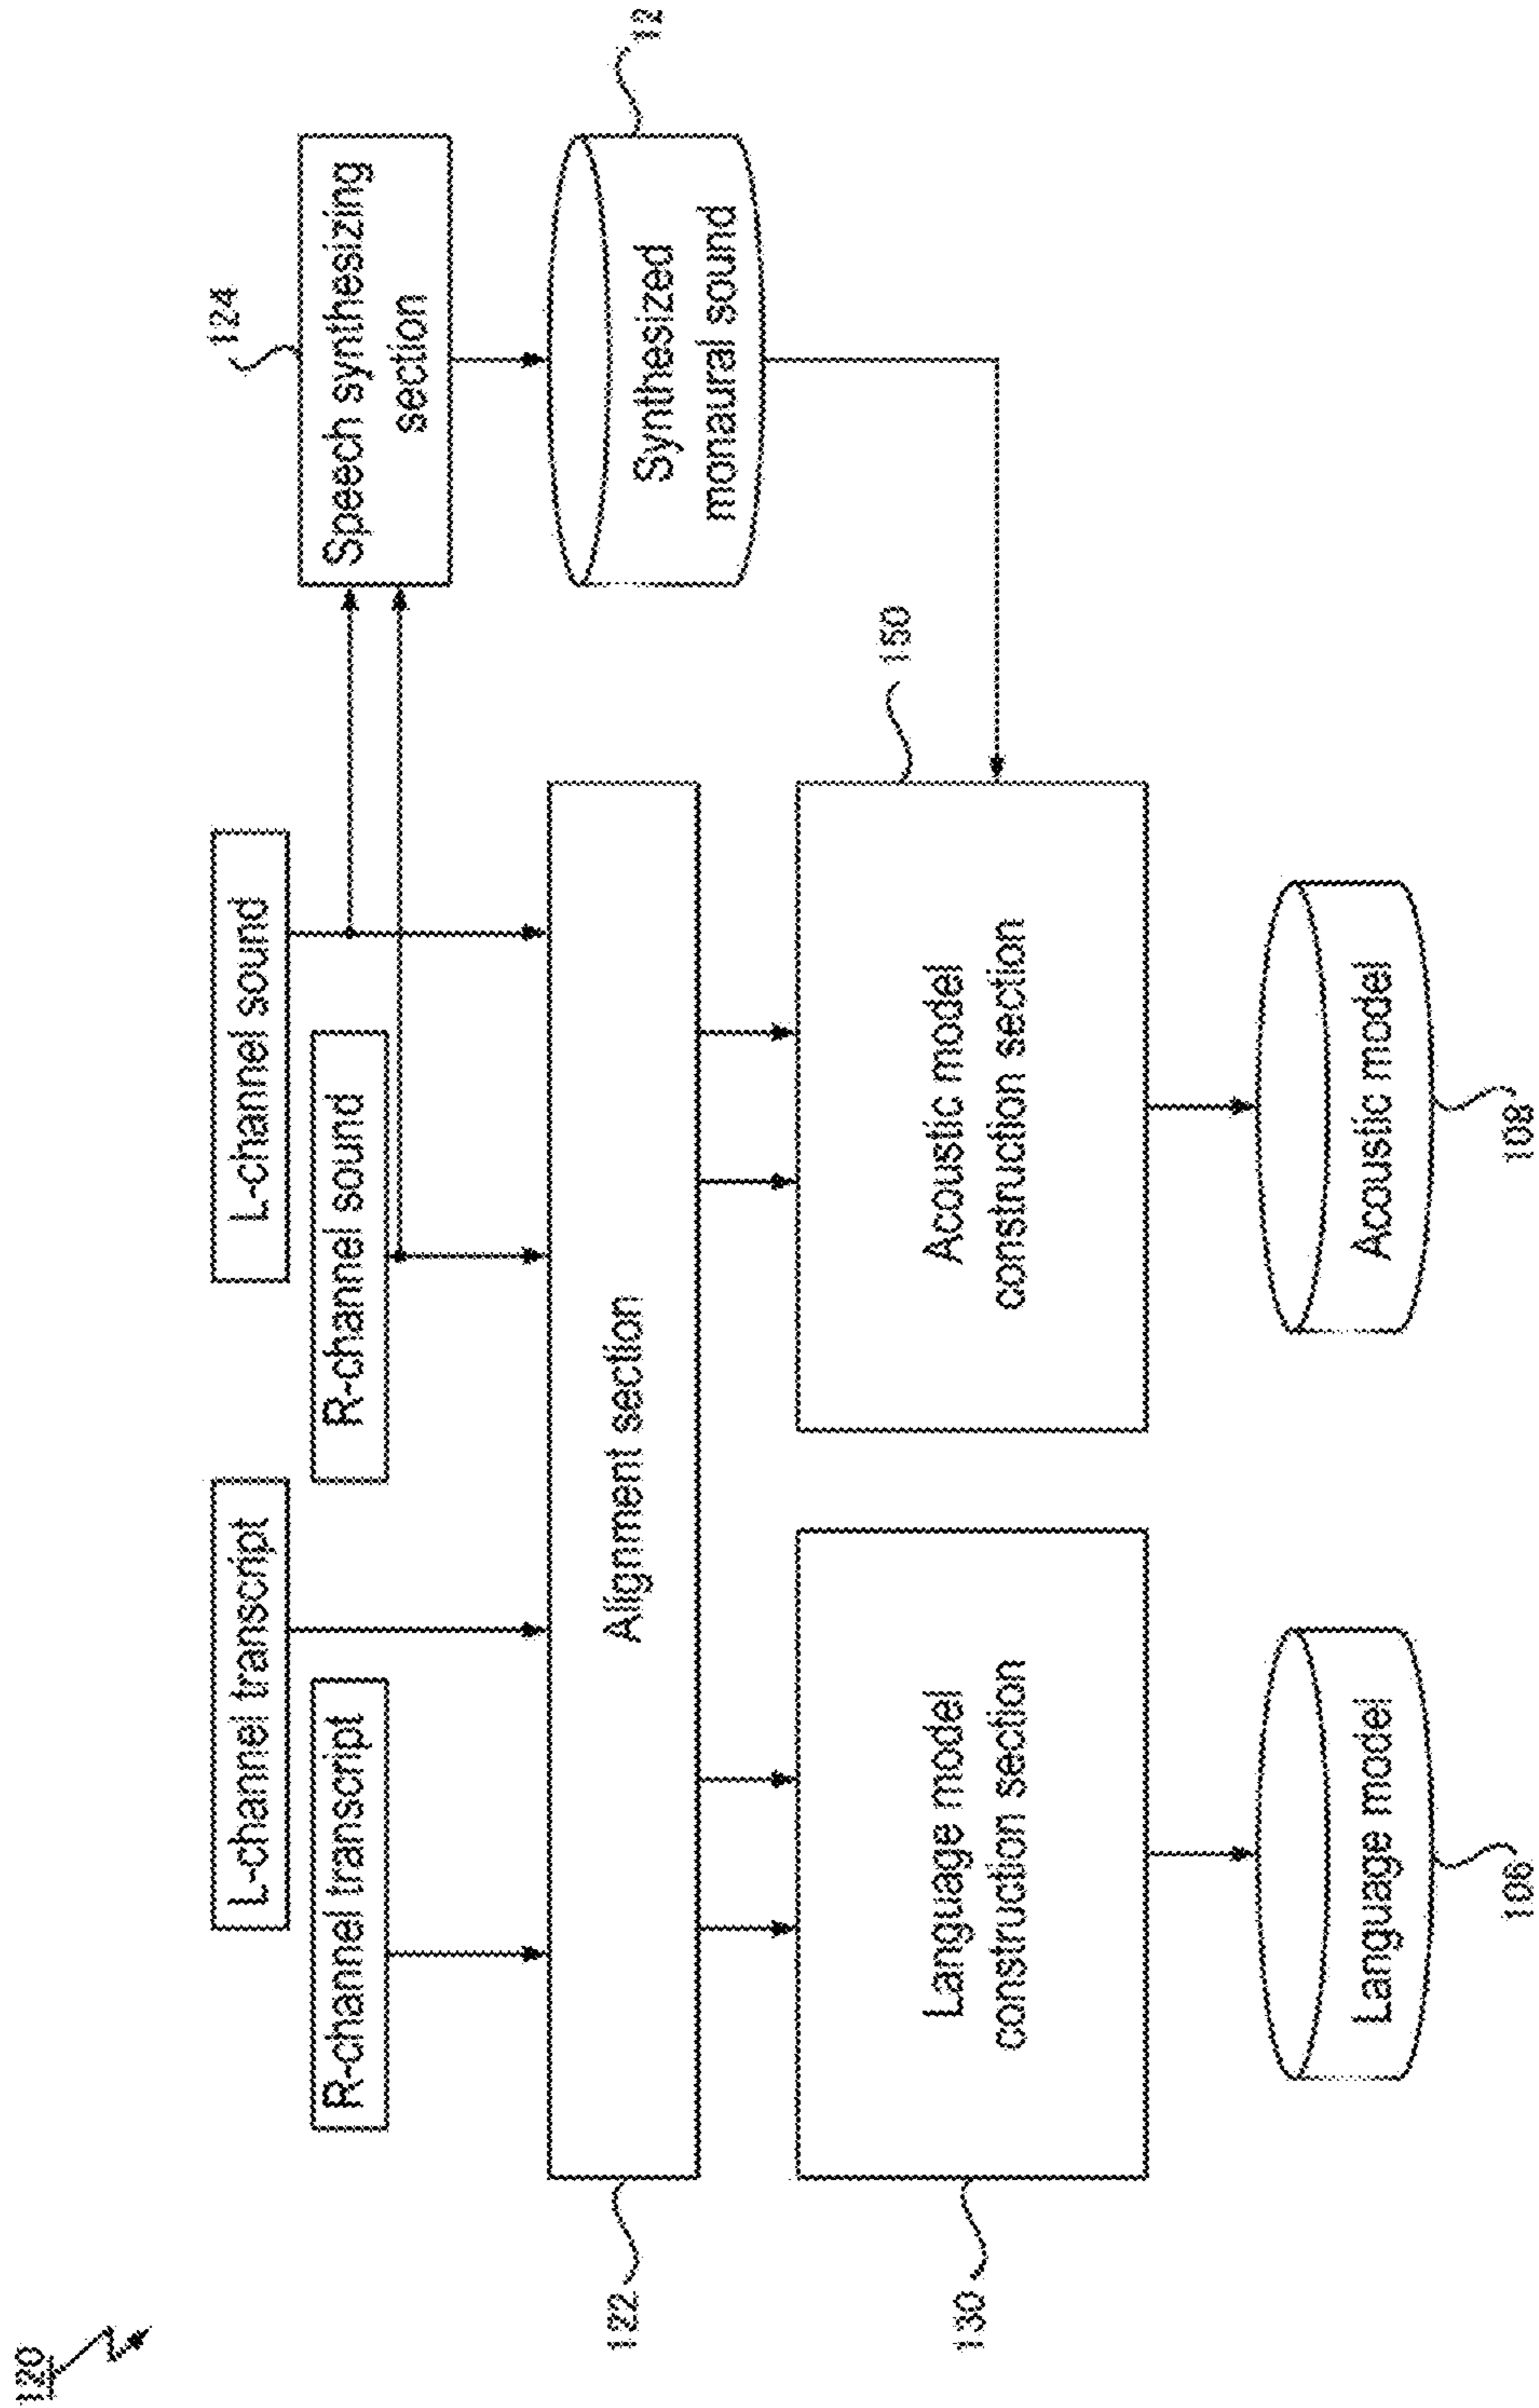 120
L-channel transcript
L-channel sound
124
R-channel transcript
R-channel sound
Speech synthesizing
section
122
Alignment section
Synthesized
monaural sound
12
150
130
Language model
construction section
Acoustic model
construction section
Language model
Acoustic model
106
108